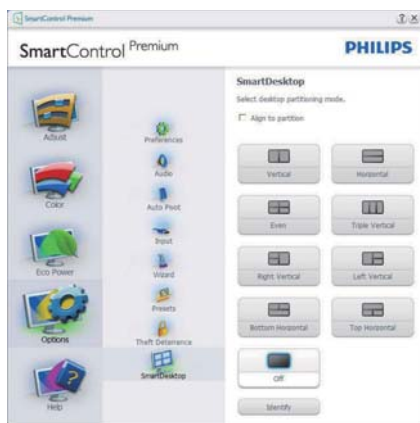 SmartControl Premium
SmartControl Premium
PHILIPS
Adjust
Color
Eco Power
Options
Help
Preferences
Audio
Auto Pivot
Input
Wizard
Presets
Theft Deterrence
SmartDesktop
SmartDesktop
Select desktop partitioning mode.
Align to partition
Vertical
Horizontal
Even
Triple Vertical
Right Vertical
Left Vertical
Bottom Horizontal
Top Horizontal
Off
Identify